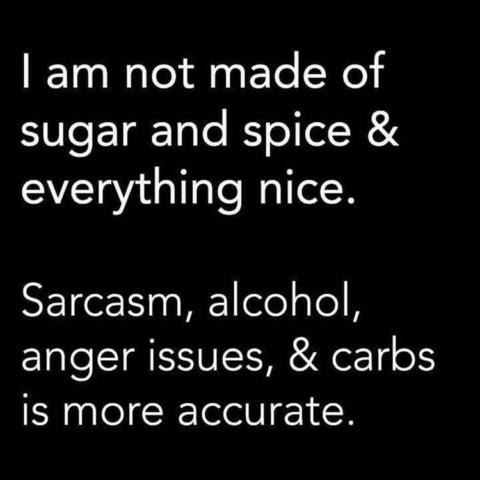 I am not made of
sugar and spice &
everything nice.
Sarcasm, alcohol,
anger issues, & carbs
is more accurate.